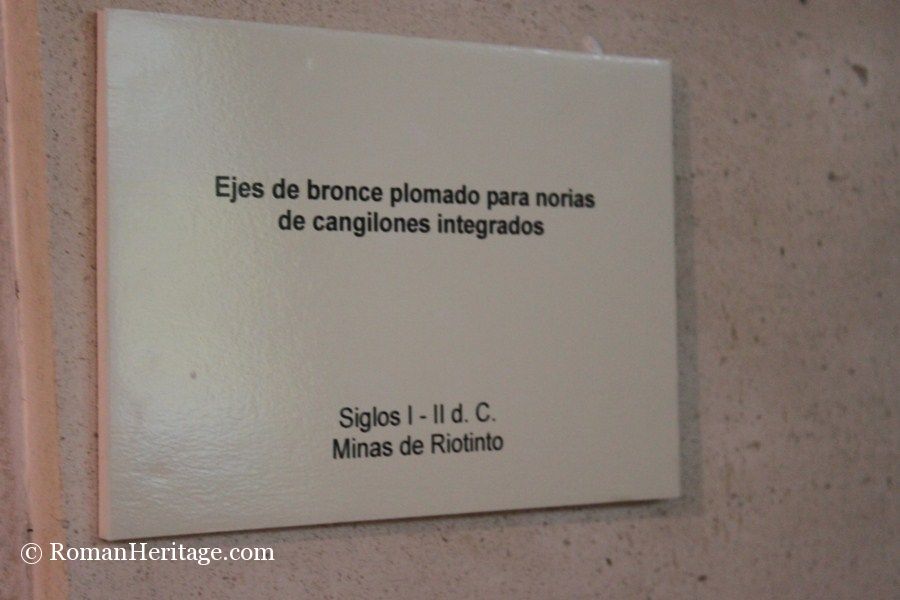 Ejes de bronce plomado para norias
de cangilones integrados
Siglos I - II d. C.
Minas de Riotinto
© RomanHeritage.com